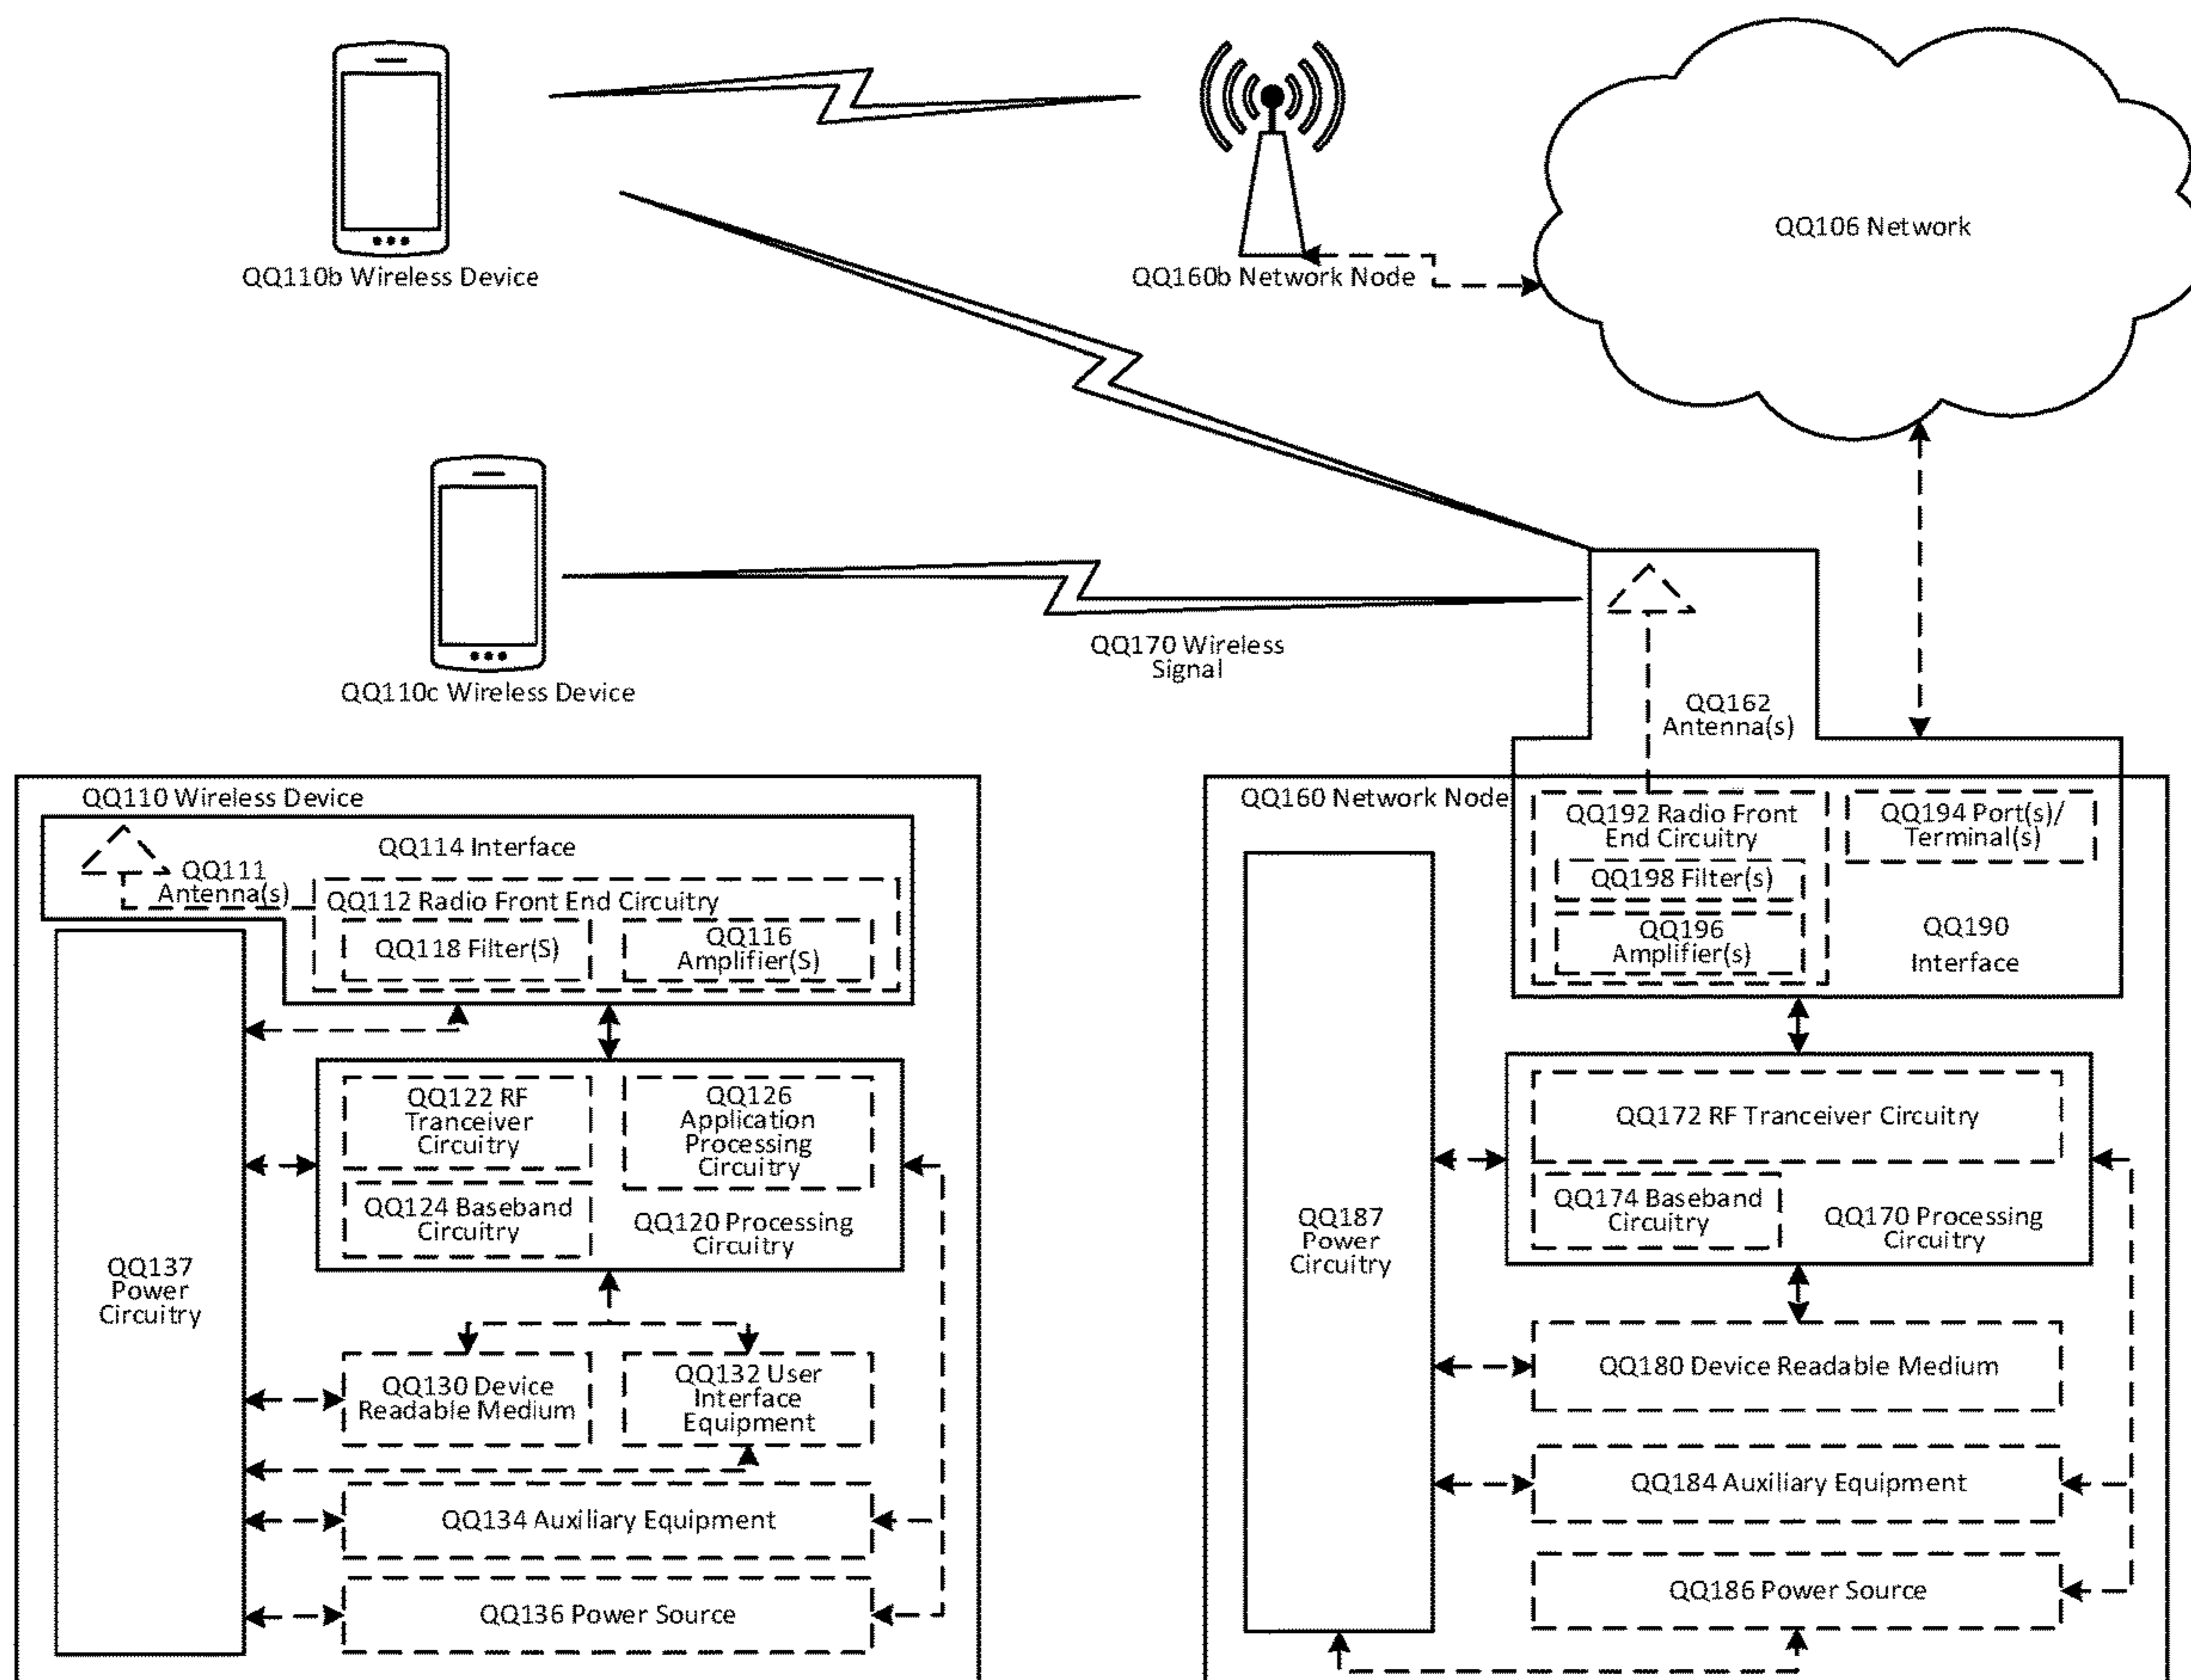 QQ110b Wireless Device
QQ160b Network Node
QQ106 Network
QQ110c Wireless Device
QQ170 Wireless
Signal
QQ162
Antenna(s)
QQ110 Wireless Device
QQ114 Interface
QQ111
Antenna(s)
QQ112 Radio Front End Circuitry
QQ118 Filter(S)
QQ116
Amplifier(S)
QQ122 RF
Tranceiver
Circuitry
QQ126
Application
Processing
Circuitry
QQ124 Baseband
Circuitry
QQ120 Processing
Circuitry
QQ137
Power
Circuitry
QQ130 Device
Readable Medium
QQ132 User
Interface
Equipment
QQ134 Auxiliary Equipment
QQ136 Power Source
QQ160 Network Node
QQ192 Radio Front
End Circuitry
QQ198 Filter(s)
QQ196
Amplifier(s)
QQ194 Port(s)/
Terminal(s)
QQ190
Interface
QQ172 RF Tranceiver Circuitry
QQ174 Baseband
Circuitry
QQ170 Processing
Circuitry
QQ187
Power
Circuitry
QQ180 Device Readable Medium
QQ184 Auxiliary Equipment
QQ186 Power Source